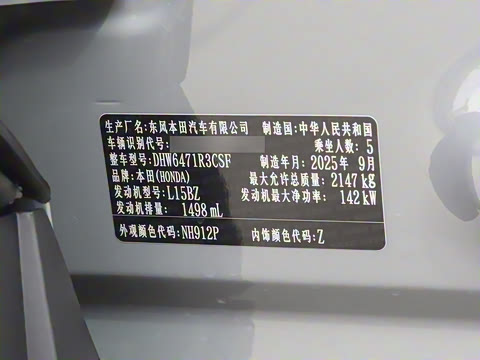 生产厂名:东风本田汽车有限公司 制造国:中华人民共和国
车辆识别代号: 乘坐人数: 5
整车型号:DHW6471R3CSF 制造年月: 2025年 9月
品牌:本田(HONDA) 最大允许总质量: 2147 kg
发动机型号:L15BZ 发动机最大净功率: 142 kW
发动机排量: 1498 mL
外观颜色代码:NH912P 内饰颜色代码:Z